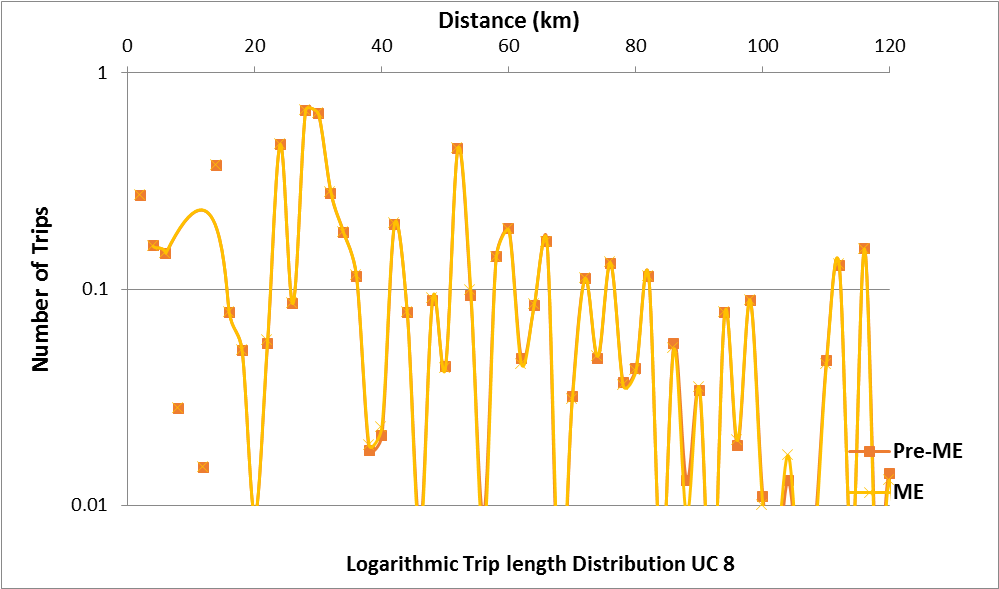 Distance (km)
0 20 40 60 80 100 120
1
0.1
0.01
Number of Trips
Pre-ME
ME
Logarithmic Trip length Distribution UC 8